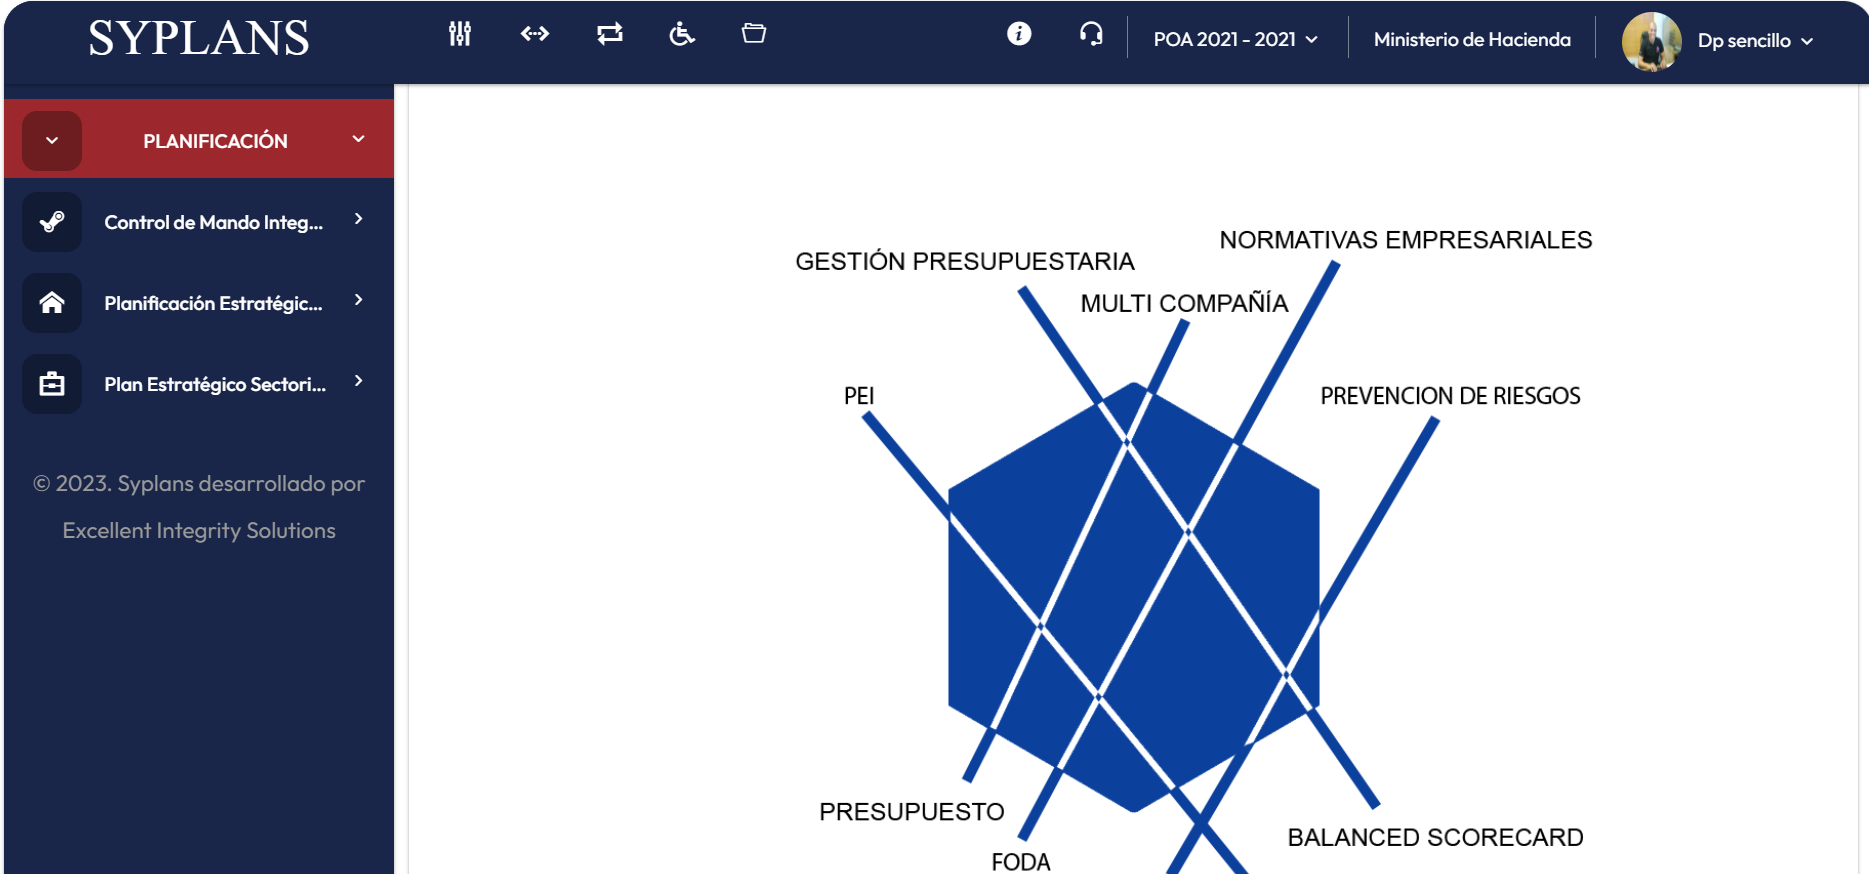 SYPLANS
POA 2021 - 2021
Ministerio de Hacienda
Dp sencillo
PLANIFICACIÓN
Control de Mando Integ...
Planificación Estratégic...
Plan Estratégico Sectori...
© 2023. Syplans desarrollado por
Excellent Integrity Solutions
NORMATIVAS EMPRESARIALES
GESTIÓN PRESUPUESTARIA
MULTI COMPAÑÍA
PEI
PREVENCION DE RIESGOS
PRESUPUESTO
BALANCED SCORECARD
FODA